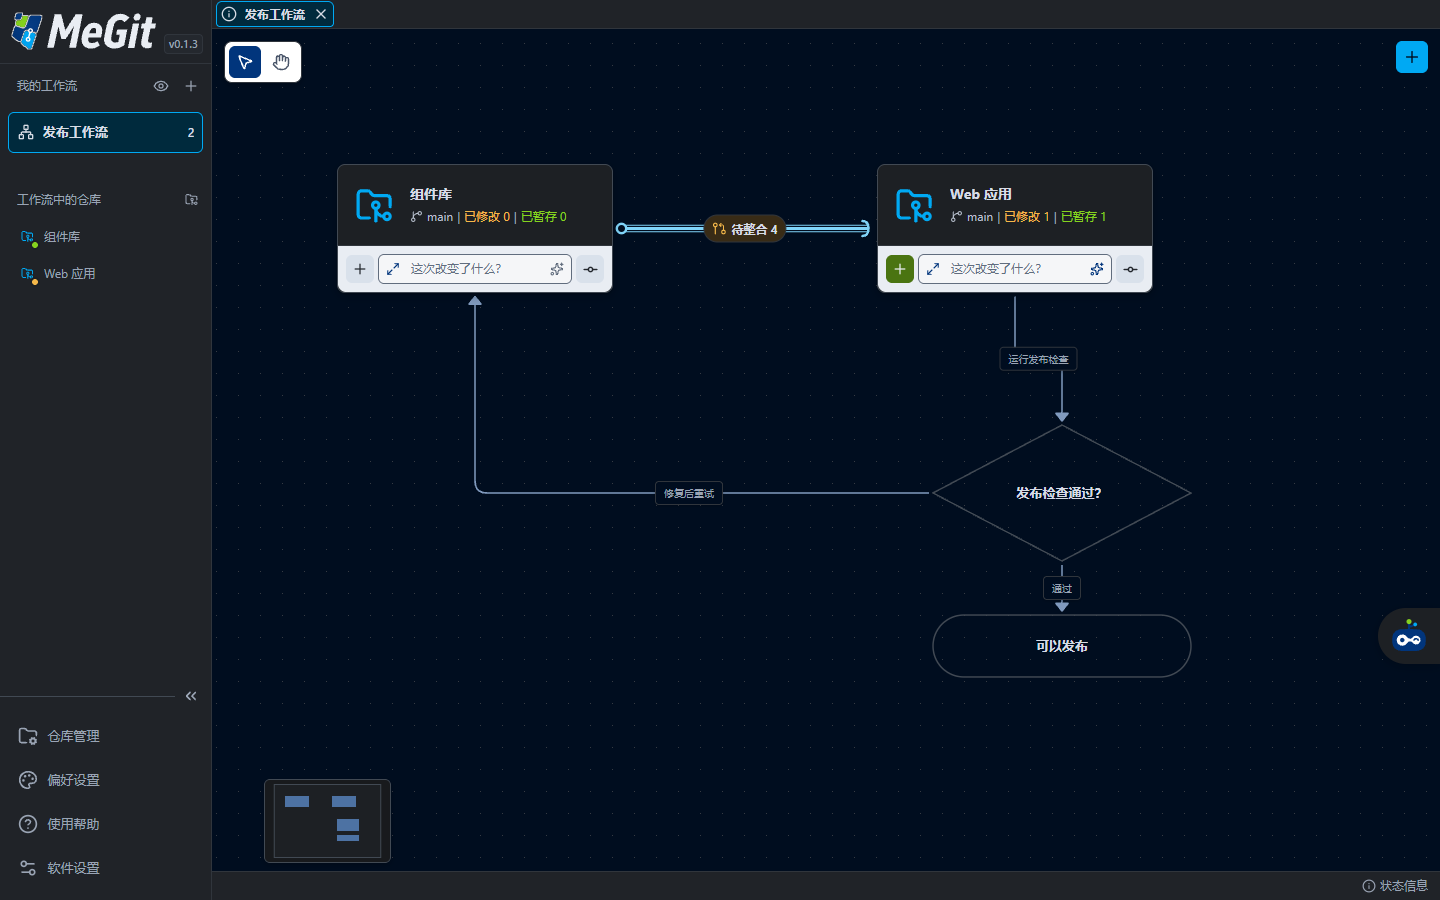 MeGit v0.1.3
发布工作流
我的工作流
发布工作流 2
工作流中的仓库
组件库
Web 应用
组件库
main | 已修改 0 | 已暂存 0
这次改变了什么？
待整合 4
Web 应用
main | 已修改 1 | 已暂存 1
这次改变了什么？
运行发布检查
发布检查通过？
修复后重试
通过
可以发布
仓库管理
偏好设置
使用帮助
软件设置
状态信息